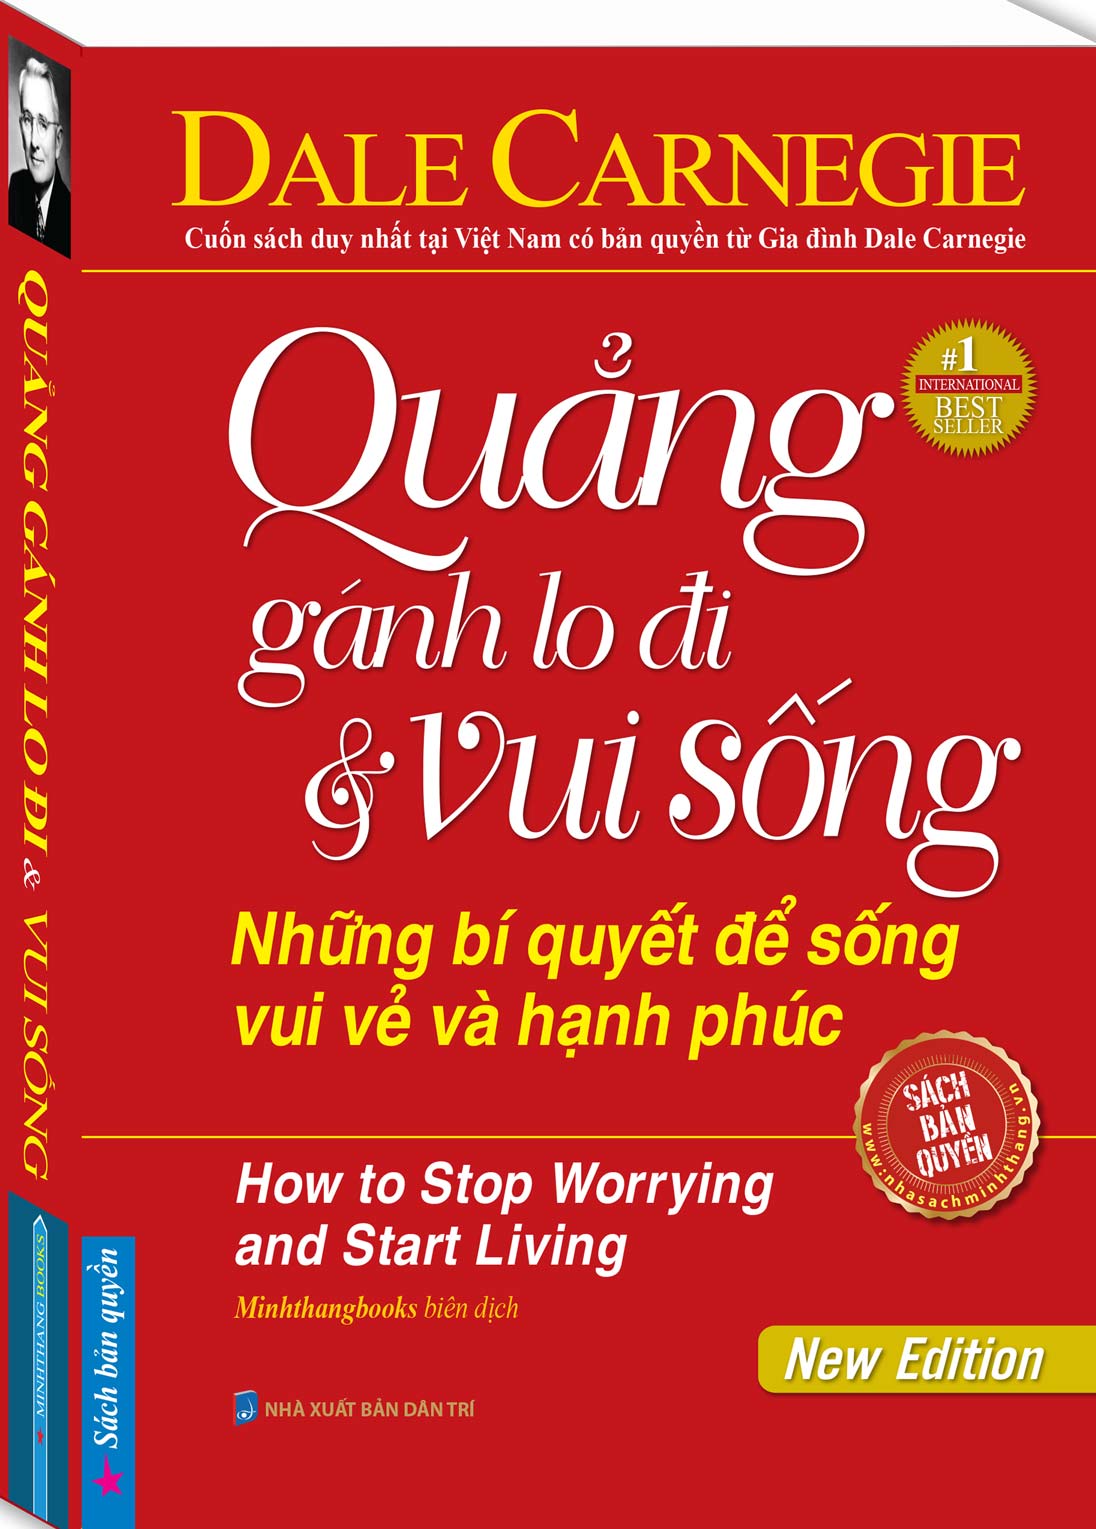 DALE CARNEGIE
Cuốn sách duy nhất tại Việt Nam có bản quyền từ Gia đình Dale Carnegie
#1
INTERNATIONAL
BEST
SELLER
Quẳng
gánh lo đi
& vui sống
Những bí quyết để sống
vui vẻ và hạnh phúc
SÁCH
BẢN
QUYỀN
www.nhasachminhthang.vn
How to Stop Worrying
and Start Living
Minhthangbooks biên dịch
New Edition
NHÀ XUẤT BẢN DÂN TRÍ
Sách bản quyền
QUẲNG GÁNH LO ĐI & VUI SỐNG
MINHTHANG BOOKS